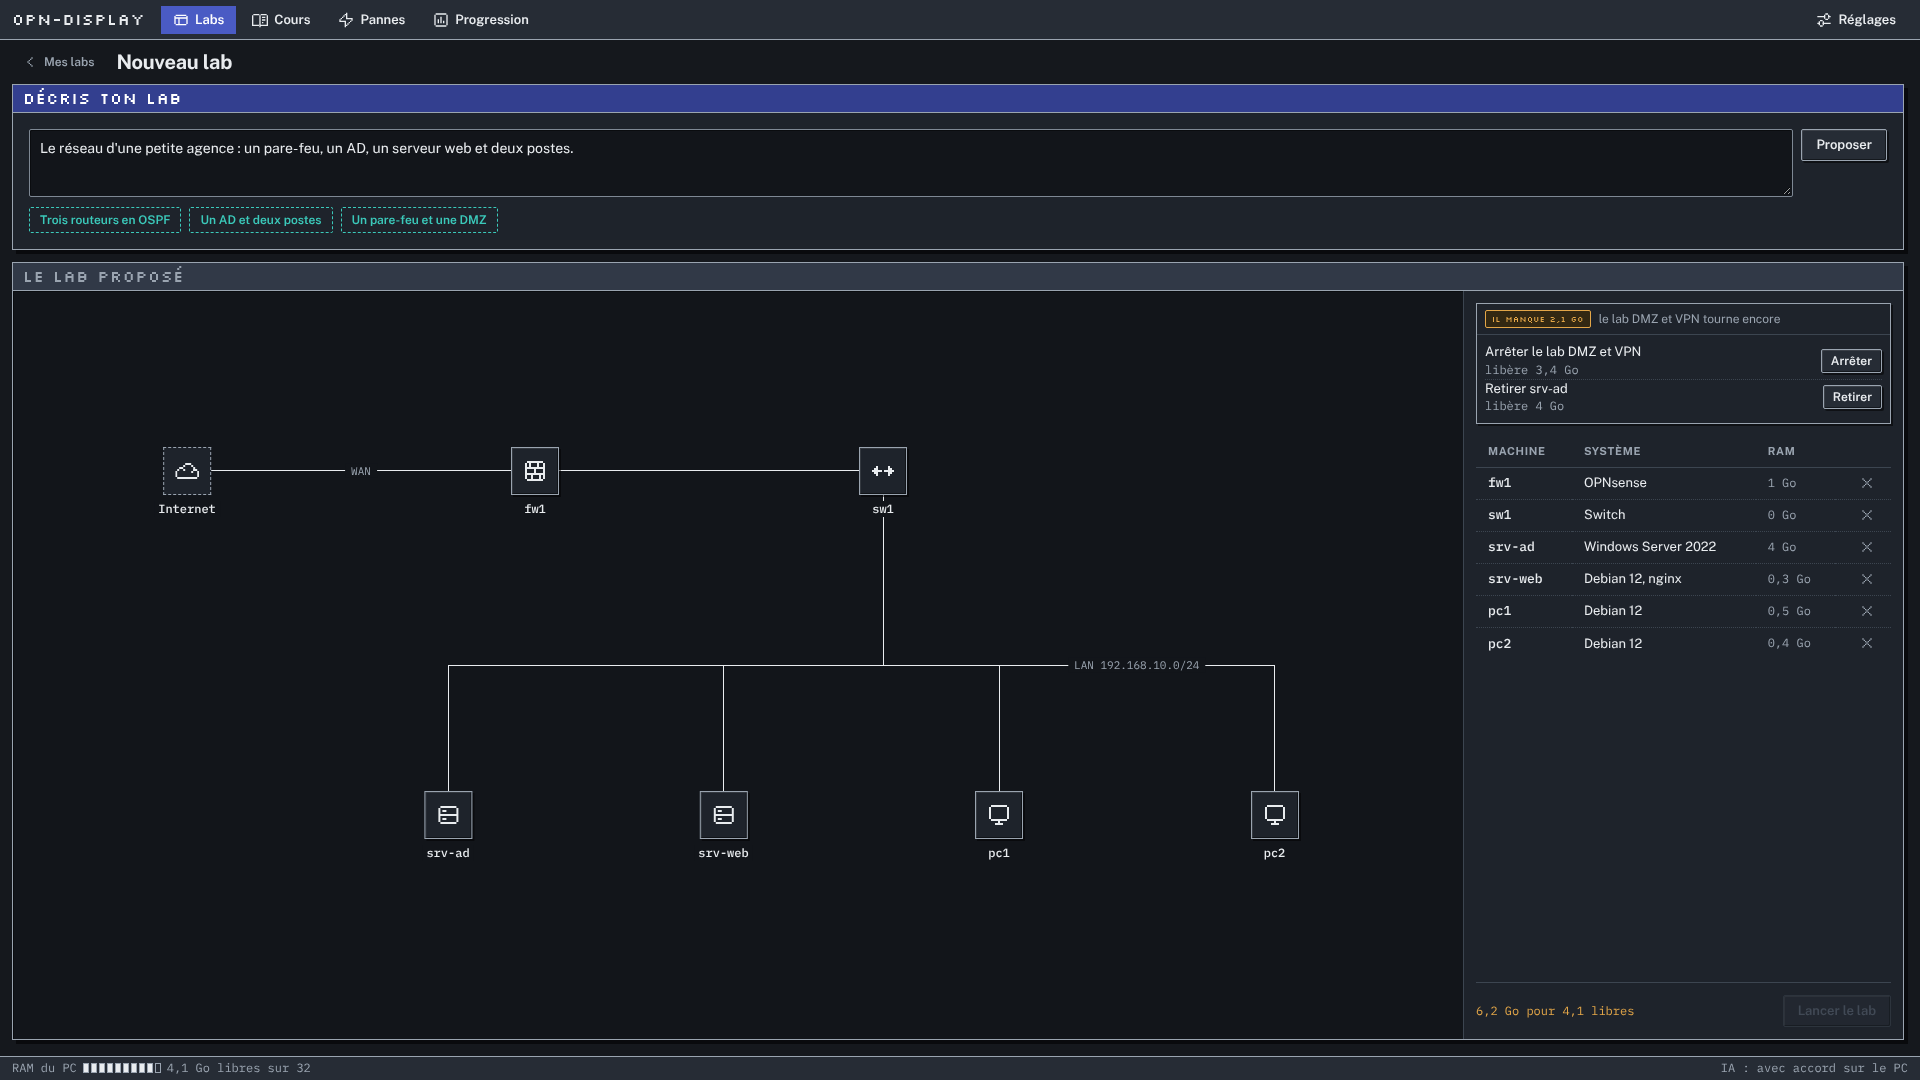 OPN-DISPLAY
Labs
Cours
Pannes
Progression
Réglages
Mes labs
Nouveau lab
DÉCRIS TON LAB
Le réseau d'une petite agence : un pare-feu, un AD, un serveur web et deux postes.
Proposer
Trois routeurs en OSPF
Un AD et deux postes
Un pare-feu et une DMZ
LE LAB PROPOSÉ
IL MANQUE 2,1 GO
le lab DMZ et VPN tourne encore
Arrêter le lab DMZ et VPN
libère 3,4 Go
Arrêter
Retirer srv-ad
libère 4 Go
Retirer
MACHINE SYSTÈME RAM
fw1 OPNsense 1 Go
sw1 Switch 0 Go
srv-ad Windows Server 2022 4 Go
srv-web Debian 12, nginx 0,3 Go
pc1 Debian 12 0,5 Go
pc2 Debian 12 0,4 Go
WAN
Internet
fw1
sw1
LAN 192.168.10.0/24
srv-ad
srv-web
pc1
pc2
6,2 Go pour 4,1 libres
Lancer le lab
RAM du PC
4,1 Go libres sur 32
IA : avec accord sur le PC